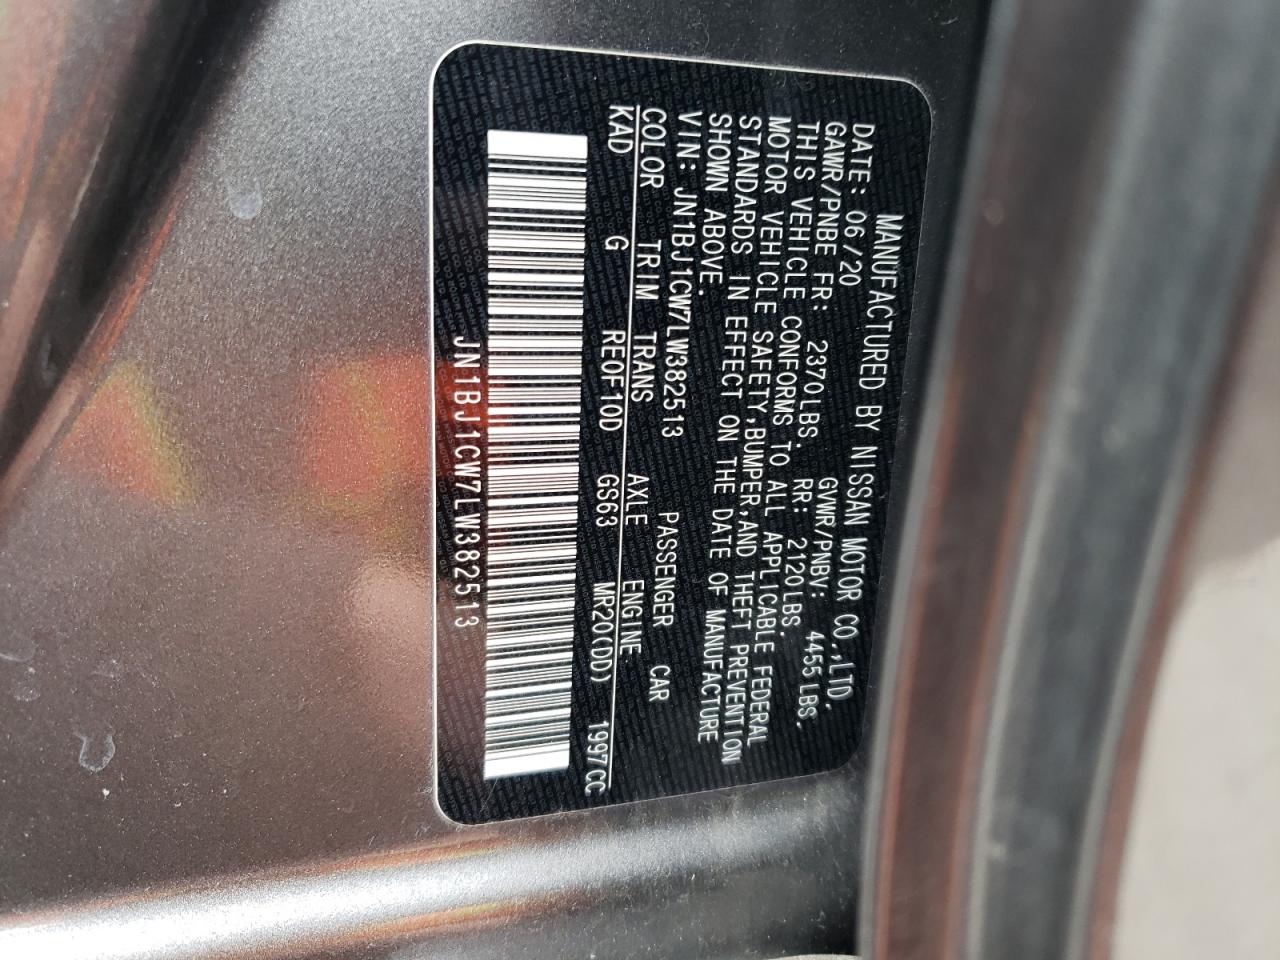 MANUFACTURED BY NISSAN MOTOR CO.,LTD.
DATE: 06/20 GVWR/PNBV: 4455LBS.
GAWR/PNBE FR: 2370LBS. RR: 2120LBS.
THIS VEHICLE CONFORMS TO ALL APPLICABLE FEDERAL
MOTOR VEHICLE SAFETY,BUMPER,AND THEFT PREVENTION
STANDARDS IN EFFECT ON THE DATE OF MANUFACTURE
SHOWN ABOVE.
VIN: JN1BJ1CW7LW382513 PASSENGER CAR
COLOR TRIM TRANS AXLE ENGINE
KAD G REOF10D GS63 MR20(DD) 1997CC
JN1BJ1CW7LW382513